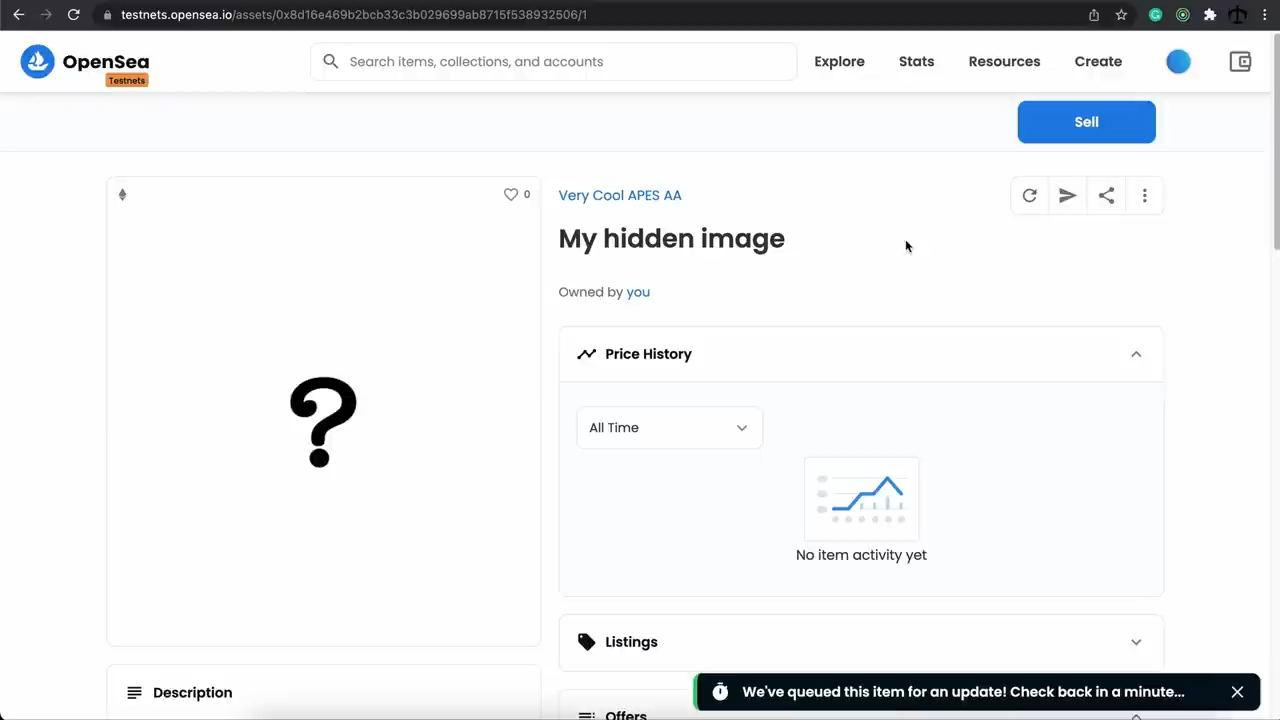 testnets.opensea.io/assets/0x8d16e469b2bcb33c3b029699ab8715f538932506/1
OpenSea
Testnets
Search items, collections, and accounts
Explore
Stats
Resources
Create
Sell
0
Very Cool APES AA
My hidden image
Owned by you
Price History
All Time
?
No item activity yet
Listings
Description
Offers
We've queued this item for an update! Check back in a minute...